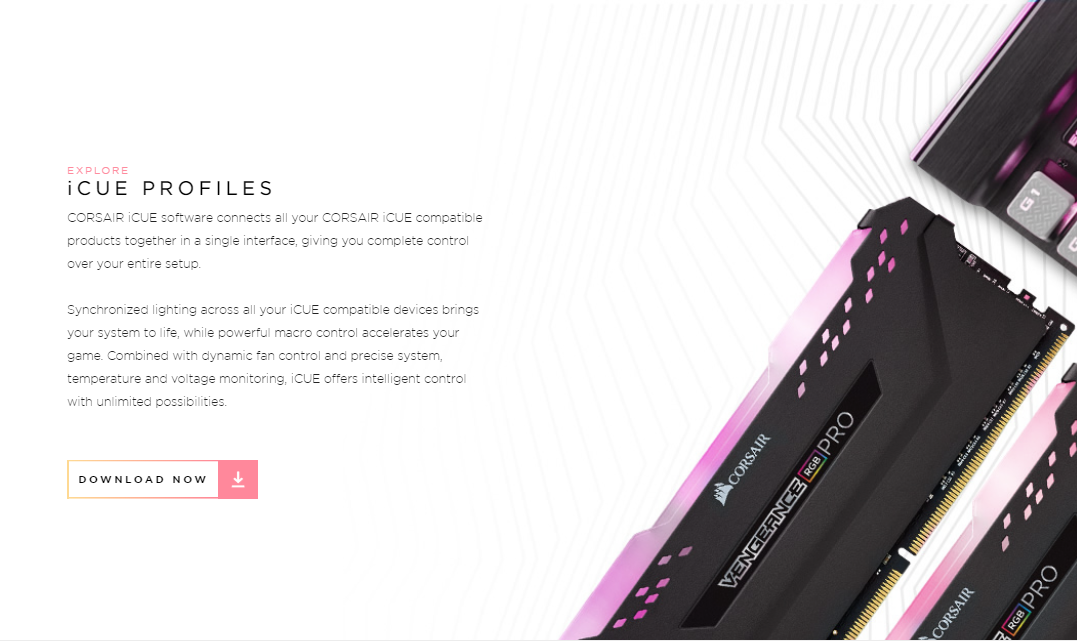 EXPLORE
iCUE PROFILES
CORSAIR iCUE software connects all your CORSAIR iCUE compatible
products together in a single interface, giving you complete control
over your entire setup.
Synchronized lighting across all your iCUE compatible devices brings
your system to life, while powerful macro control accelerates your
game. Combined with dynamic fan control and precise system,
temperature and voltage monitoring, iCUE offers intelligent control
with unlimited possibilities.
DOWNLOAD NOW
G1
CORSAIR
VENGEANCE RGB PRO
CORSAIR
RGB PRO